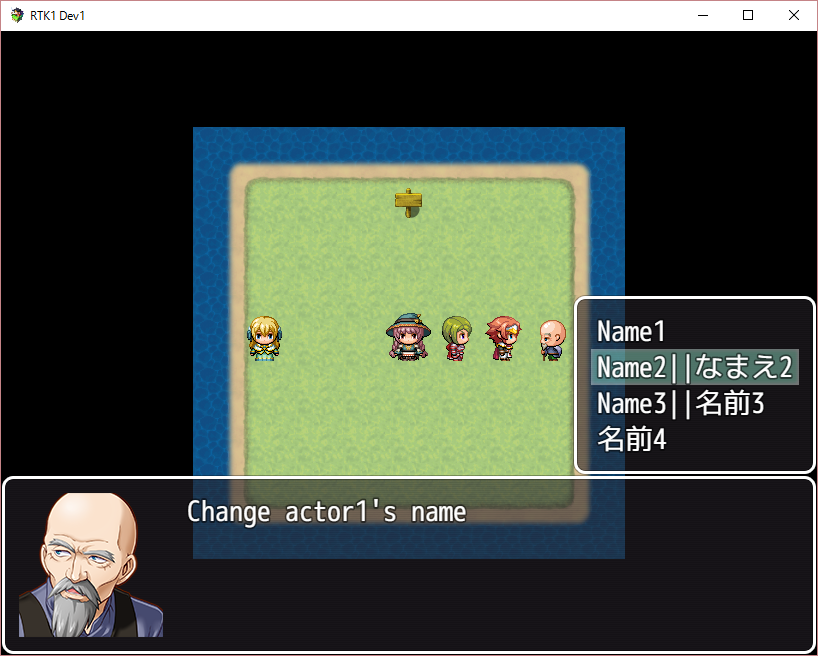 RTK1 Dev1
Name1
Name2||なまえ2
Name3||名前3
名前4
Change actor1's name